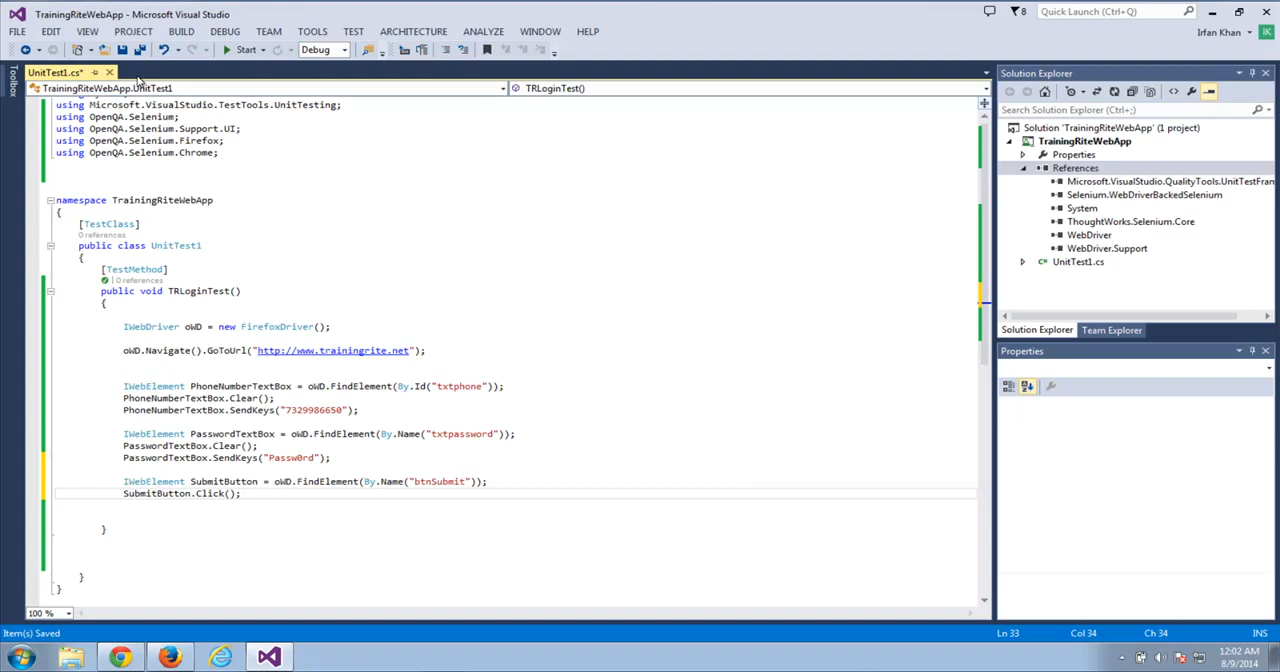 TrainingRiteWebApp - Microsoft Visual Studio
8
Quick Launch (Ctrl+Q)
FILE EDIT VIEW PROJECT BUILD DEBUG TEAM TOOLS TEST ARCHITECTURE ANALYZE WINDOW HELP
Irfan Khan
IK
Start
Debug
Toolbox
UnitTest1.cs*
TrainingRiteWebApp.UnitTest1
TRLoginTest()
using Microsoft.VisualStudio.TestTools.UnitTesting;
using OpenQA.Selenium;
using OpenQA.Selenium.Support.UI;
using OpenQA.Selenium.Firefox;
using OpenQA.Selenium.Chrome;
namespace TrainingRiteWebApp
{
[TestClass]
0 references
public class UnitTest1
{
[TestMethod]
0 references
public void TRLoginTest()
{
IWebDriver oWD = new FirefoxDriver();
oWD.Navigate().GoToUrl("http://www.trainingrite.net");
IWebElement PhoneNumberTextBox = oWD.FindElement(By.Id("txtphone"));
PhoneNumberTextBox.Clear();
PhoneNumberTextBox.SendKeys("7329986650");
IWebElement PasswordTextBox = oWD.FindElement(By.Name("txtpassword"));
PasswordTextBox.Clear();
PasswordTextBox.SendKeys("Passw0rd");
IWebElement SubmitButton = oWD.FindElement(By.Name("btnSubmit"));
SubmitButton.Click();
}
}
}
100 %
Solution Explorer
Search Solution Explorer (Ctrl+;)
Solution 'TrainingRiteWebApp' (1 project)
TrainingRiteWebApp
Properties
References
Microsoft.VisualStudio.QualityTools.UnitTestFran
Selenium.WebDriverBackedSelenium
System
ThoughtWorks.Selenium.Core
WebDriver
WebDriver.Support
UnitTest1.cs
Solution Explorer Team Explorer
Properties
Item(s) Saved
Ln 33 Col 34 Ch 34 INS
12:02 AM
8/9/2014